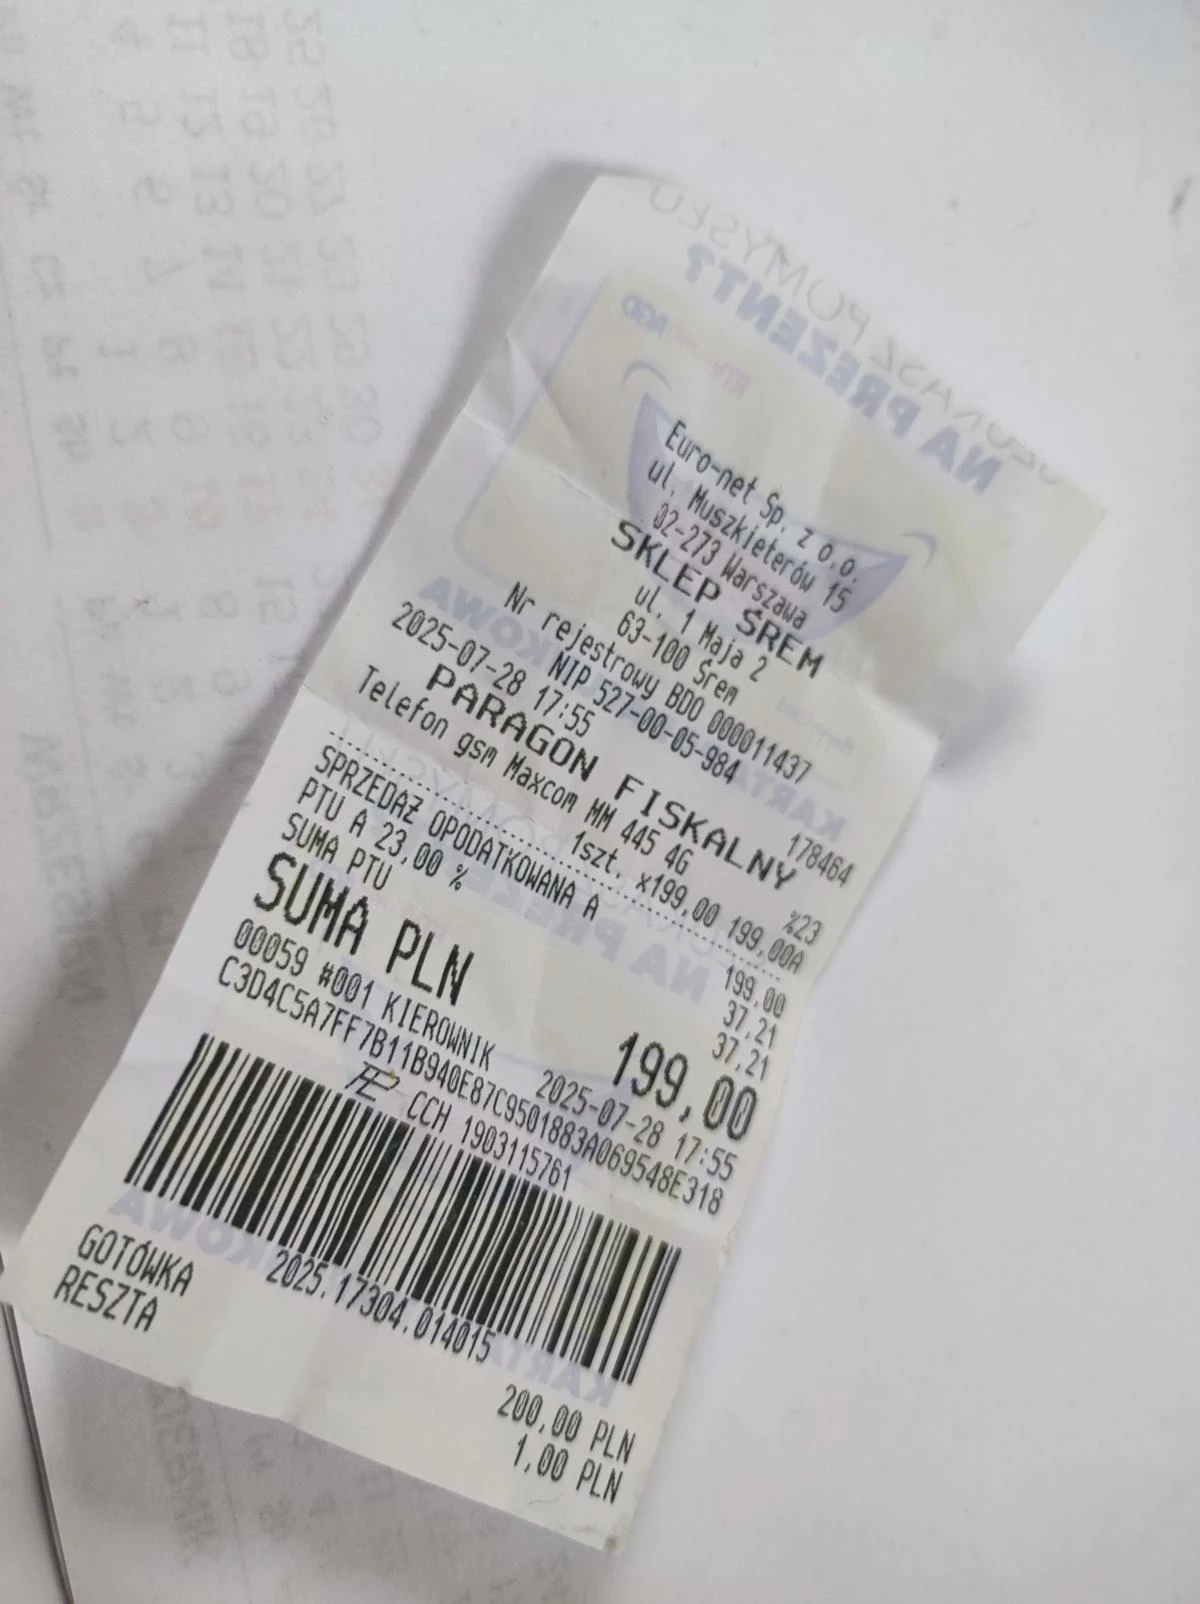 Euro-net Sp. z o.o.
ul. Muszkieterów 15
02-273 Warszawa
SKLEP ŚREM
ul. 1 Maja 2
63-100 Śrem
Nr rejestrowy BDO 000011437
NIP 527-00-05-984
2025-07-28 17:55 178464
PARAGON FISKALNY
Telefon gsm Maxcom MM 445 4G %23
1szt. x199,00 199,00A
SPRZEDAŻ OPODATKOWANA A 199,00
PTU A 23,00 % 37,21
SUMA PTU 37,21
SUMA PLN 199,00
00059 #001 KIEROWNIK 2025-07-28 17:55
C3D4C5A7FF7B11B940E87C9501883A069548E318
CCH 1903115761
2025.17304.014015
GOTÓWKA 200,00 PLN
RESZTA 1,00 PLN